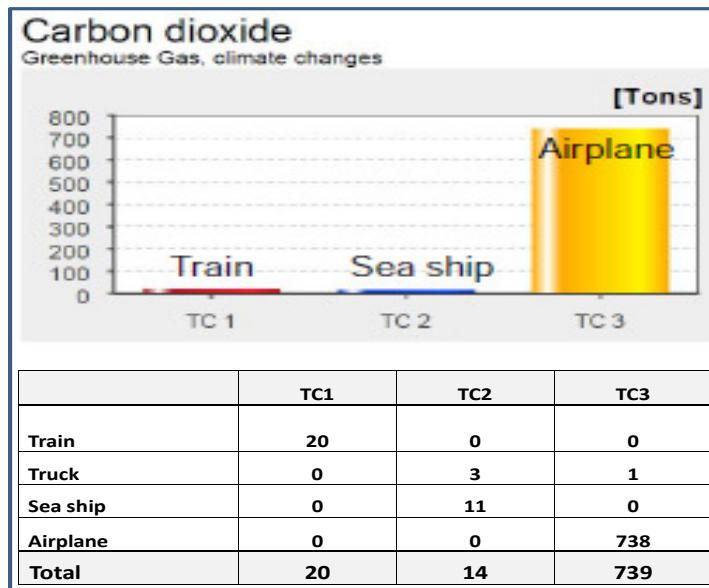 Carbon dioxide
Greenhouse Gas, climate changes
[Tons]
800
700
600
500
400
300
200
100
0
Airplane
Train
Sea ship
TC 1
TC 2
TC 3
TC1 TC2 TC3
Train 20 0 0
Truck 0 3 1
Sea ship 0 11 0
Airplane 0 0 738
Total 20 14 739